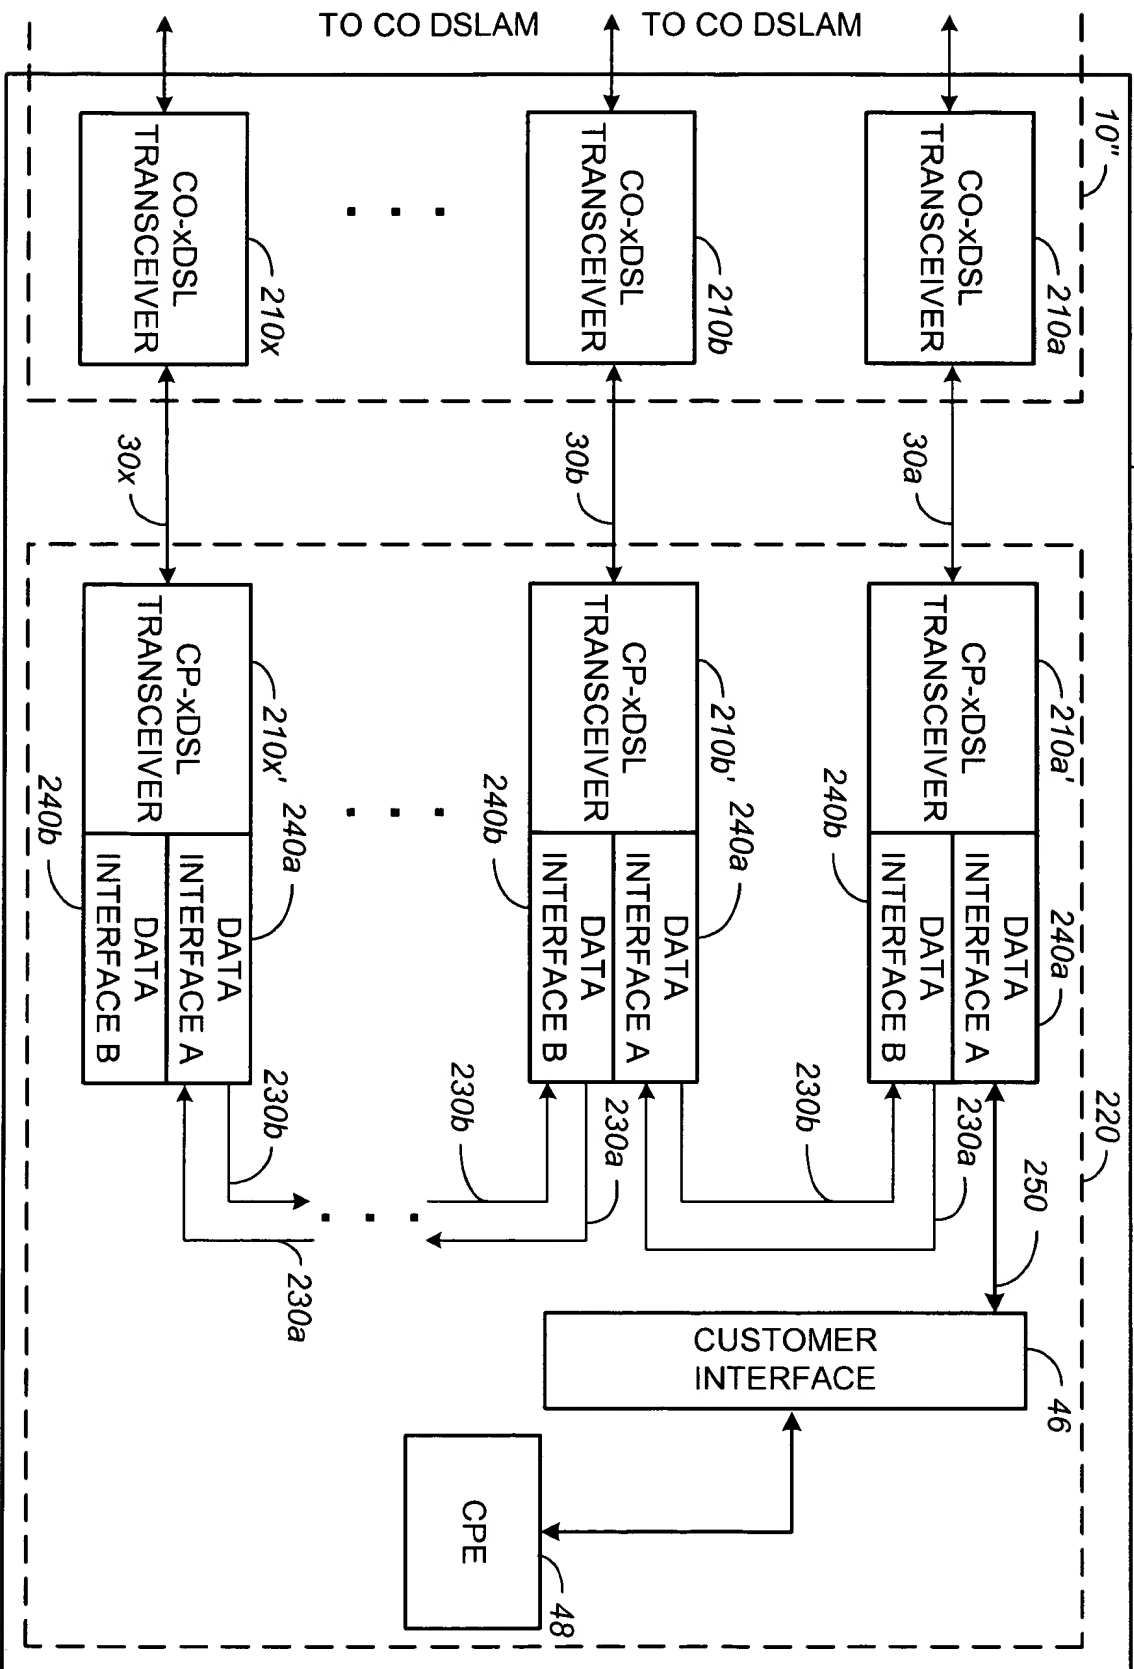 TO CO DSLAM
TO CO DSLAM
10"
CO-xDSL
TRANSCEIVER
210a
CO-xDSL
TRANSCEIVER
210b
CO-xDSL
TRANSCEIVER
210x
. . .
30a
30b
30x
220
CP-xDSL
TRANSCEIVER
210a'
DATA
INTERFACE A
240a
DATA
INTERFACE B
240b
CP-xDSL
TRANSCEIVER
210b'
DATA
INTERFACE A
240a
DATA
INTERFACE B
240b
. . .
CP-xDSL
TRANSCEIVER
210x'
DATA
INTERFACE A
240a
DATA
INTERFACE B
240b
250
230a
230b
230a
230b
. . .
230b
230a
CUSTOMER
INTERFACE
46
CPE
48